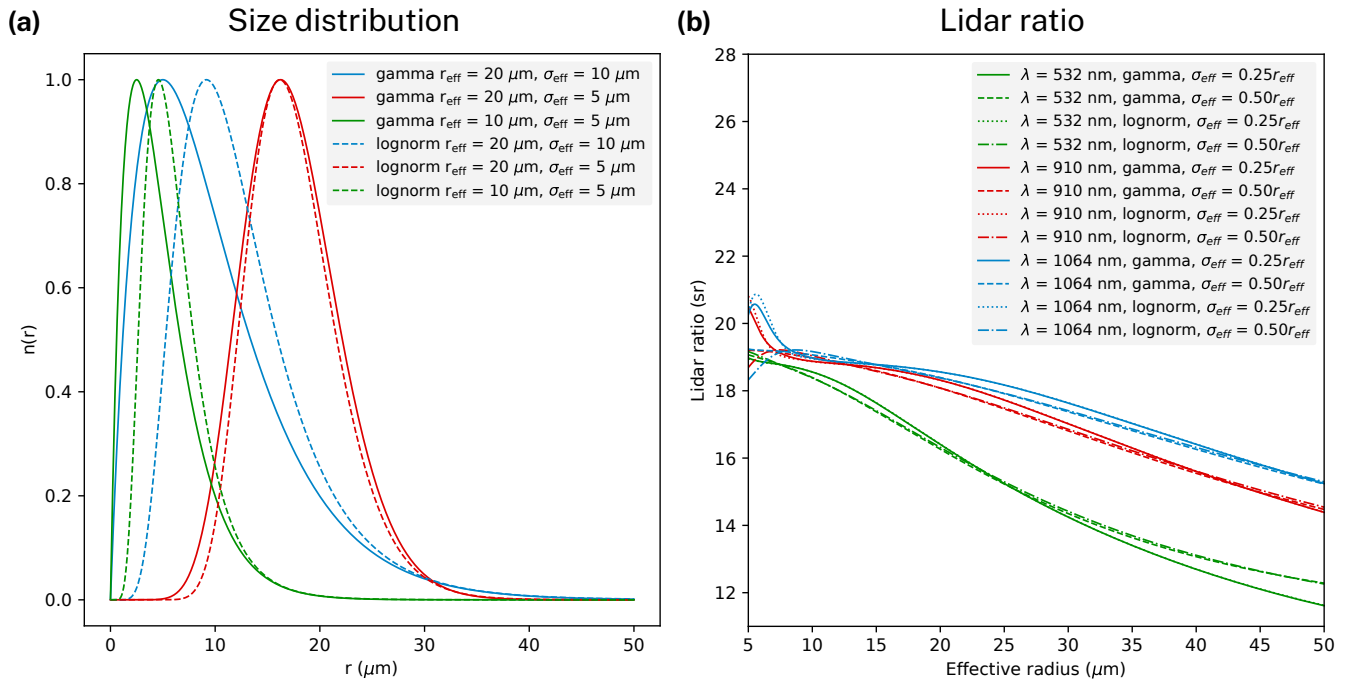 (a)
Size distribution
1.0
0.8
0.6
0.4
0.2
0.0
n(r)
0
10
20
30
40
50
r (μm)
gamma r_eff = 20 μm, σ_eff = 10 μm
gamma r_eff = 20 μm, σ_eff = 5 μm
gamma r_eff = 10 μm, σ_eff = 5 μm
lognorm r_eff = 20 μm, σ_eff = 10 μm
lognorm r_eff = 20 μm, σ_eff = 5 μm
lognorm r_eff = 10 μm, σ_eff = 5 μm
(b)
Lidar ratio
28
26
24
22
20
18
16
14
12
Lidar ratio (sr)
5
10
15
20
25
30
35
40
45
50
Effective radius (μm)
λ = 532 nm, gamma, σ_eff = 0.25r_eff
λ = 532 nm, gamma, σ_eff = 0.50r_eff
λ = 532 nm, lognorm, σ_eff = 0.25r_eff
λ = 532 nm, lognorm, σ_eff = 0.50r_eff
λ = 910 nm, gamma, σ_eff = 0.25r_eff
λ = 910 nm, gamma, σ_eff = 0.50r_eff
λ = 910 nm, lognorm, σ_eff = 0.25r_eff
λ = 910 nm, lognorm, σ_eff = 0.50r_eff
λ = 1064 nm, gamma, σ_eff = 0.25r_eff
λ = 1064 nm, gamma, σ_eff = 0.50r_eff
λ = 1064 nm, lognorm, σ_eff = 0.25r_eff
λ = 1064 nm, lognorm, σ_eff = 0.50r_eff